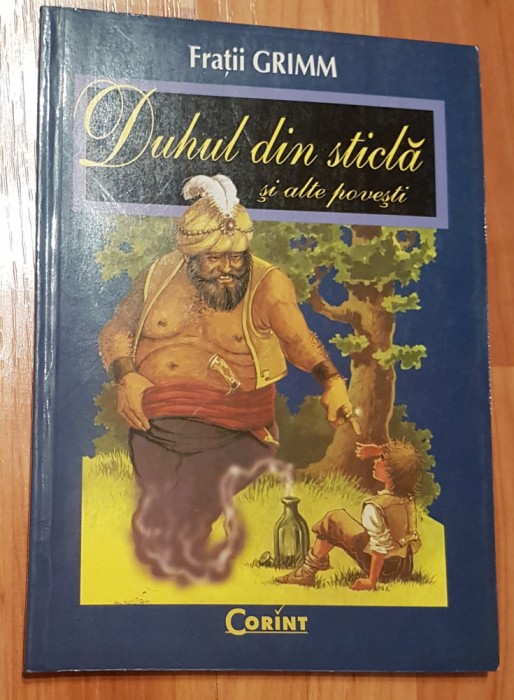 Frații GRIMM
Duhul din sticlă
și alte povești
CORINT